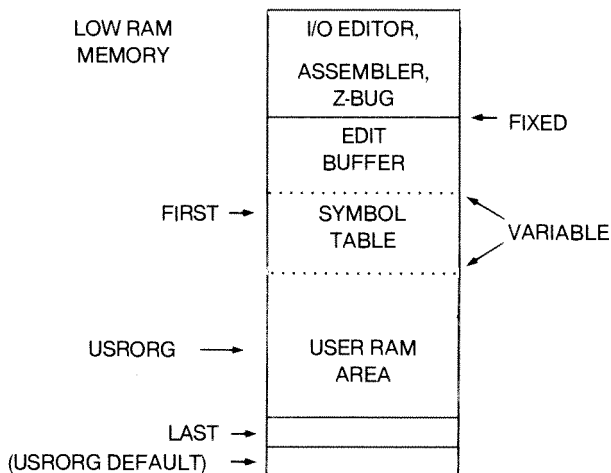 LOW RAM
MEMORY
I/O EDITOR,
ASSEMBLER,
Z-BUG
FIXED
EDIT
BUFFER
FIRST
SYMBOL
TABLE
VARIABLE
USRORG
USER RAM
AREA
LAST
(USRORG DEFAULT)